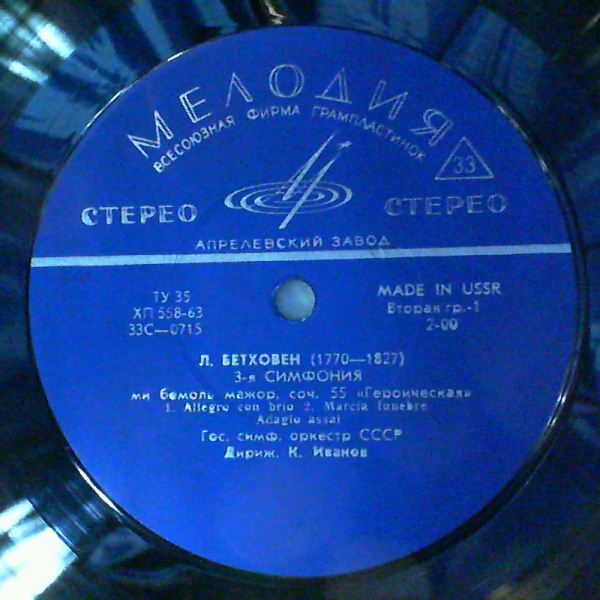 МЕЛОДИЯ
ВСЕСОЮЗНАЯ ФИРМА ГРАМПЛАСТИНОК
33
СТЕРЕО СТЕРЕО
АПРЕЛЕВСКИЙ ЗАВОД
ТУ 35
ХП 558-63
33С—0715
MADE IN USSR
Вторая гр.-1
2-00
Л. БЕТХОВЕН (1770—1827)
3-я СИМФОНИЯ
ми бемоль мажор, соч. 55 «Героическая»
1. Allegro con brio 2. Marcia funebre
Adagio assai
Гос. симф. оркестр СССР
Дириж. К. Иванов